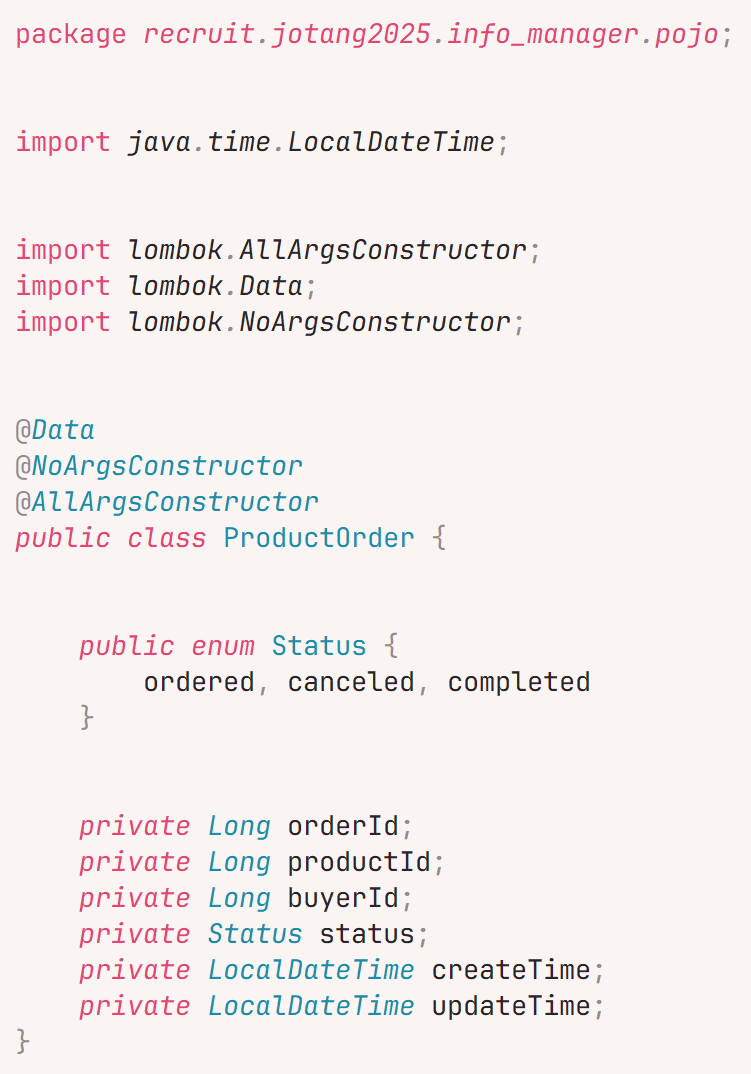 package recruit.jotang2025.info_manager.pojo;
import java.time.LocalDateTime;
import lombok.AllArgsConstructor;
import lombok.Data;
import lombok.NoArgsConstructor;
@Data
@NoArgsConstructor
@AllArgsConstructor
public class ProductOrder {
    public enum Status {
        ordered, canceled, completed
    }
    private Long orderId;
    private Long productId;
    private Long buyerId;
    private Status status;
    private LocalDateTime createTime;
    private LocalDateTime updateTime;
}